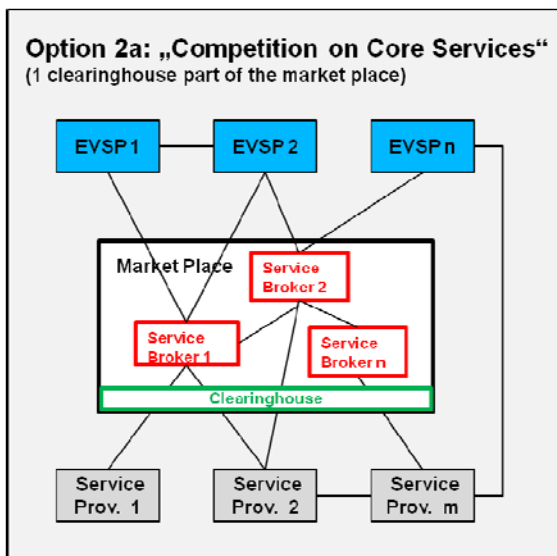 Option 2a: „Competition on Core Services“
(1 clearinghouse part of the market place)
EVSP 1
EVSP 2
EVSP n
Market Place
Service
Broker 2
Service
Broker 1
Service
Broker n
Clearinghouse
Service
Prov. 1
Service
Prov. 2
Service
Prov. m